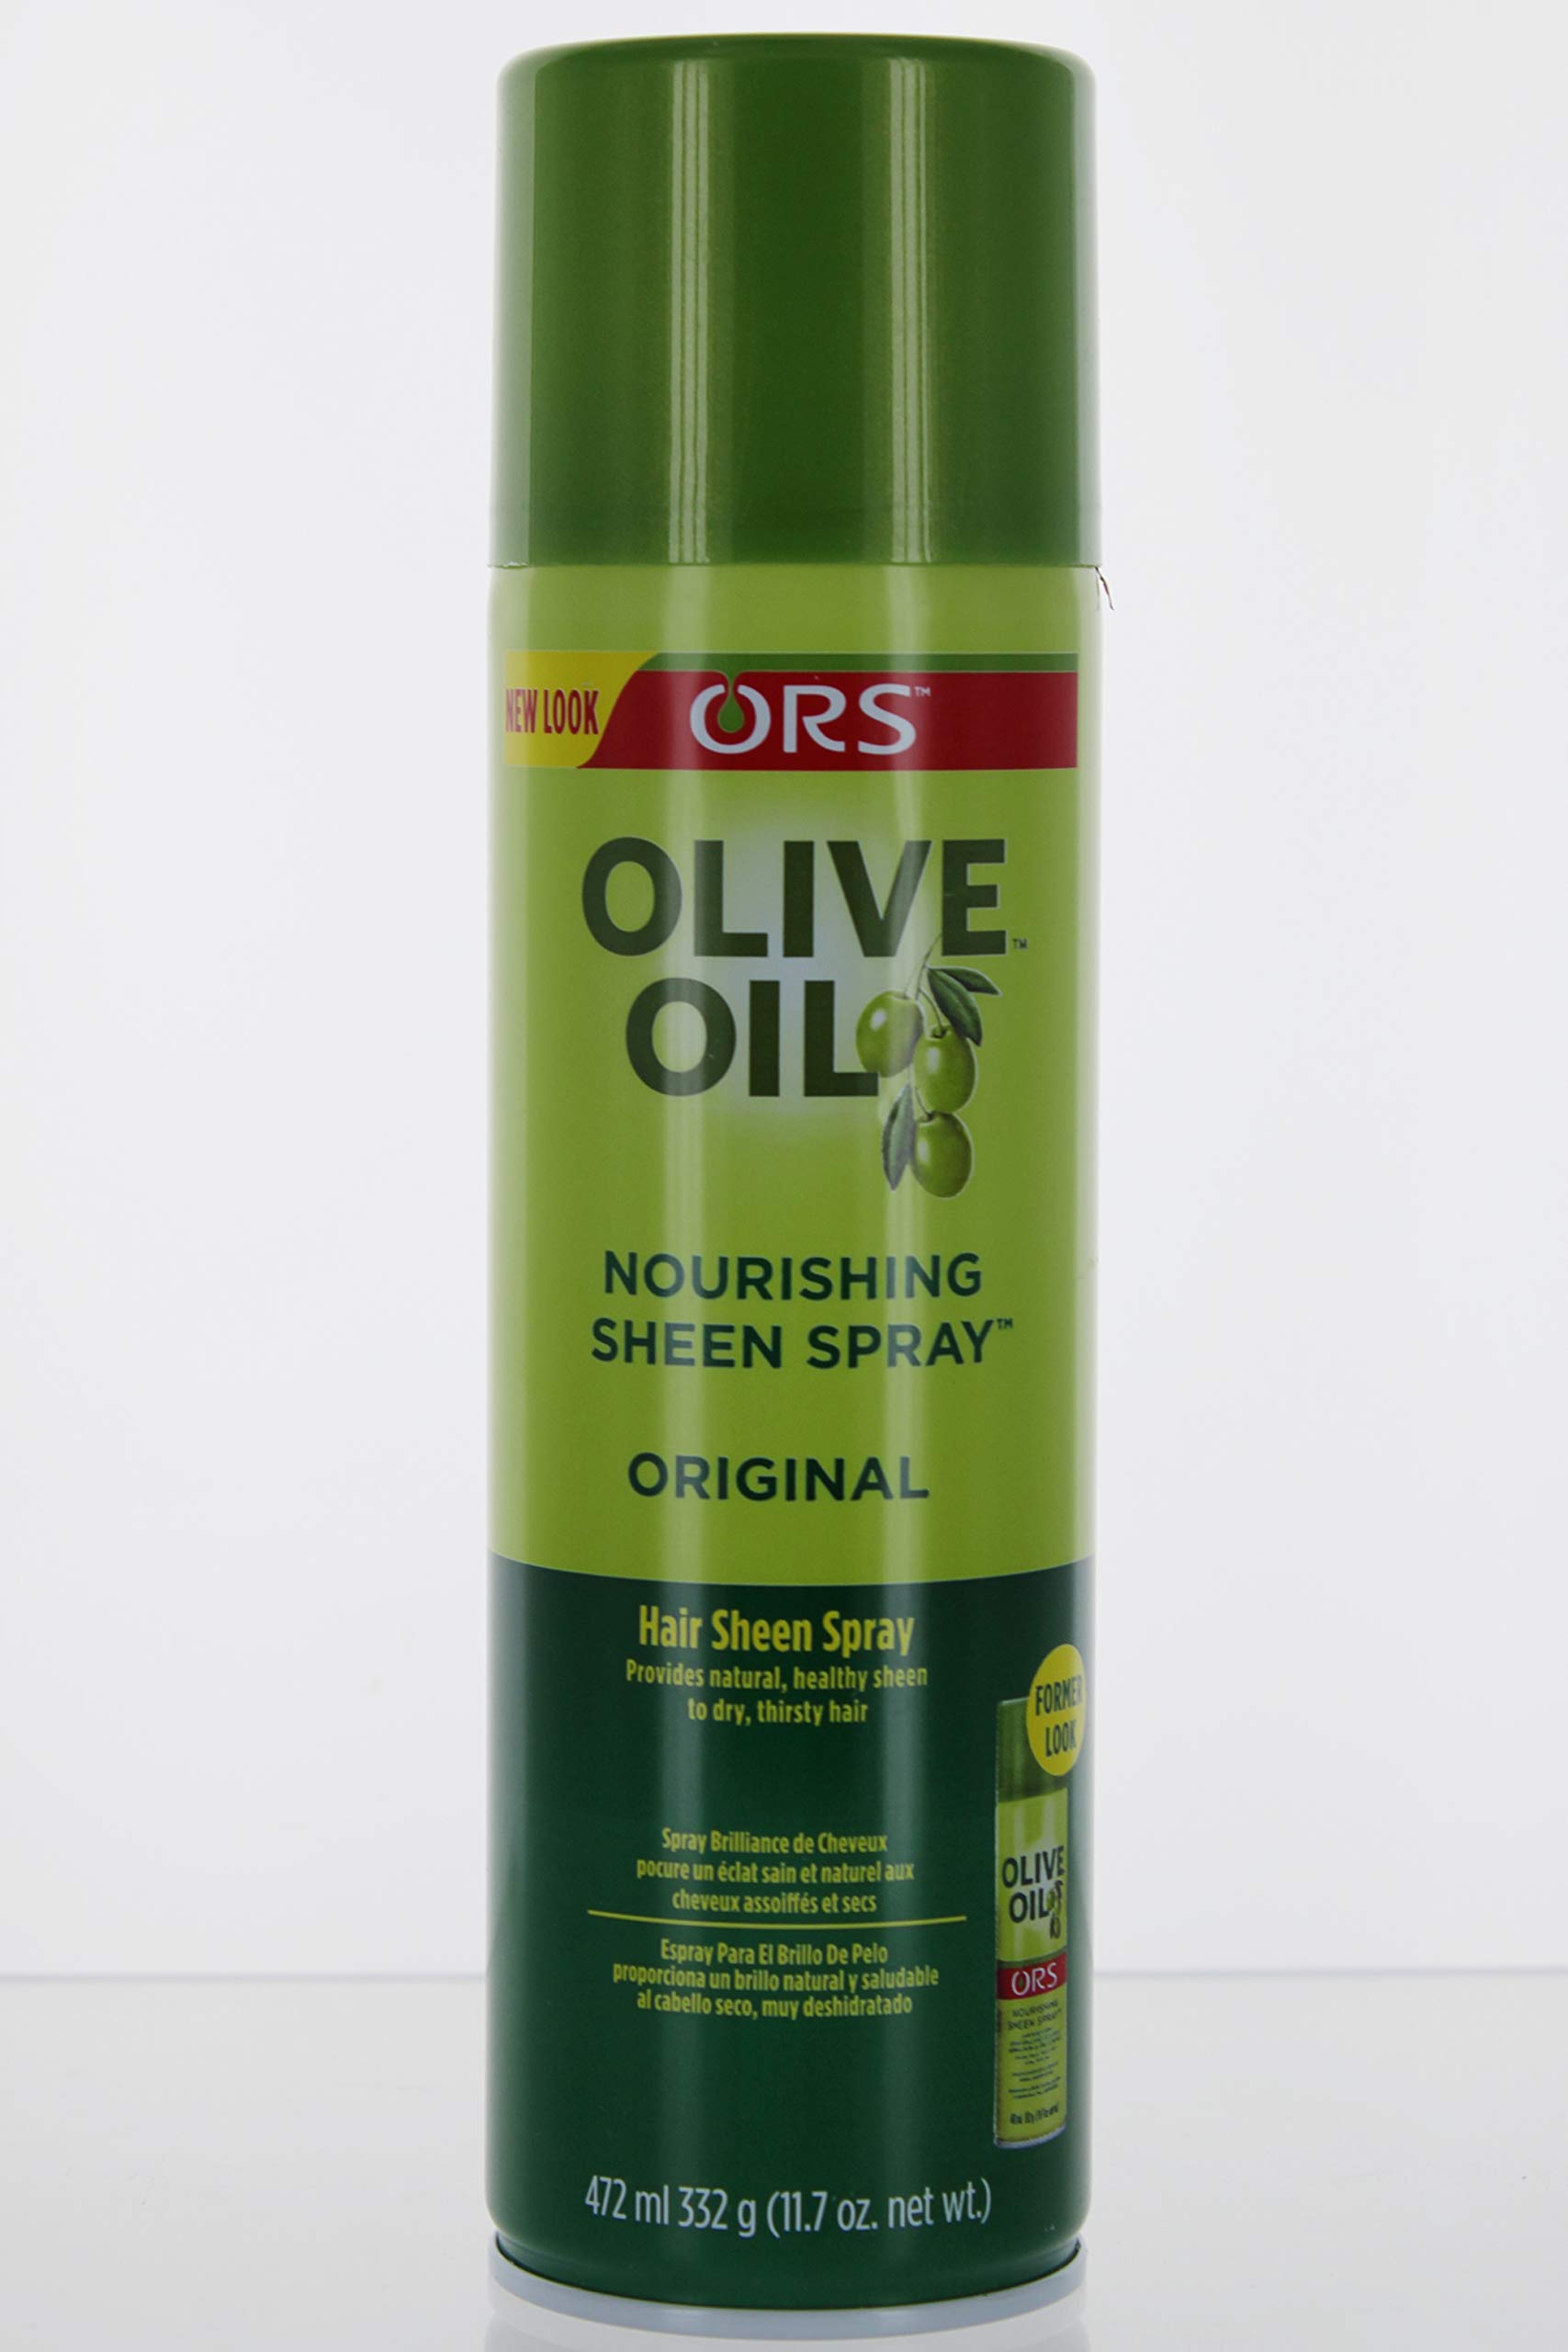 NEW LOOK
ORS™
OLIVE™
OIL
NOURISHING
SHEEN SPRAY™
ORIGINAL
Hair Sheen Spray
Provides natural, healthy sheen
to dry, thirsty hair
Spray Brilliance de Cheveux
pocure un éclat sain et naturel aux
cheveux assoiffés et secs
Espray Para El Brillo De Pelo
proporciona un brillo natural y saludable
al cabello seco, muy deshidratado
FORMER
LOOK
OLIVE
OIL
ORS
NOURISHING
SHEEN SPRAY
472 ml 332 g (11.7 oz. net wt.)